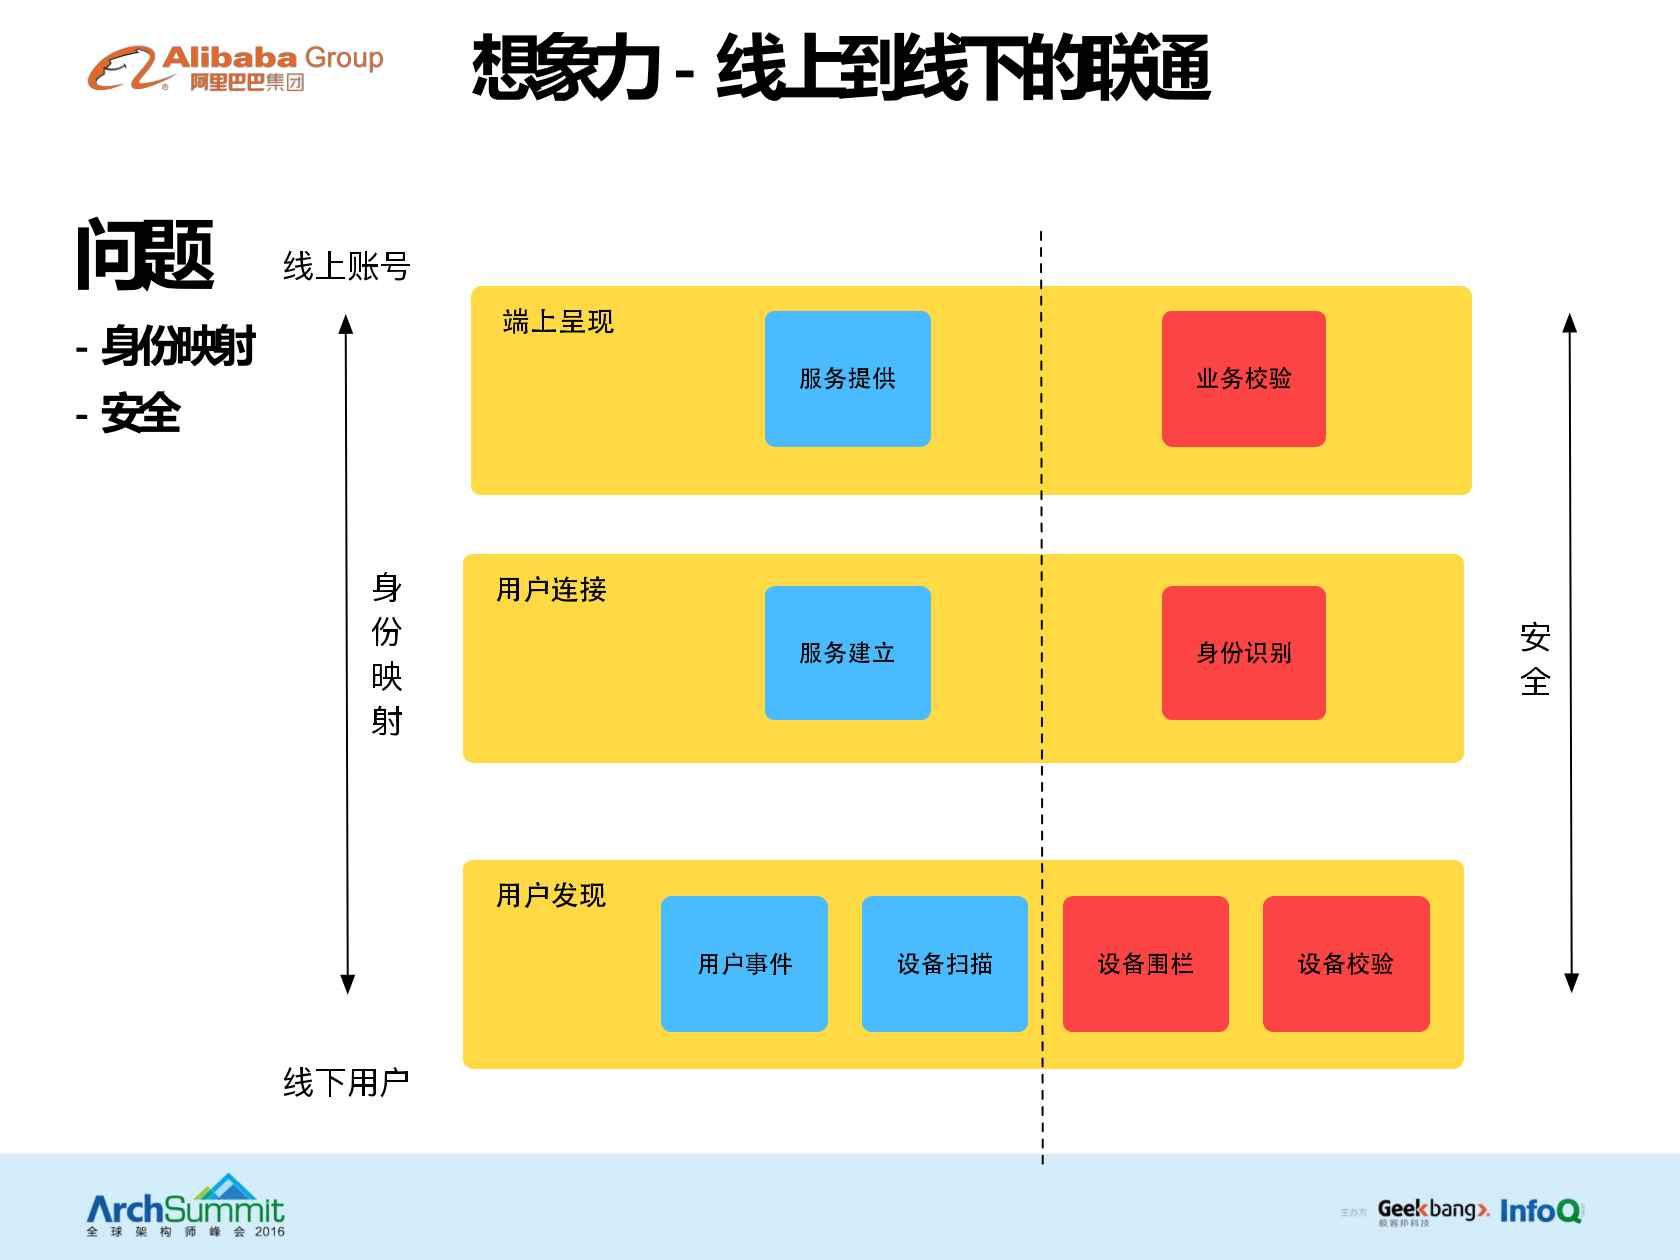 Alibaba Group
阿里巴巴集团
想象力 - 线上到线下的联通
问题
- 身份映射
- 安全
线上账号
身份映射
线下用户
端上呈现
服务提供
业务校验
用户连接
服务建立
身份识别
用户发现
用户事件
设备扫描
设备围栏
设备校验
安全
ArchSummit
全球架构师峰会 2016
主办方
Geekbang>.
极客邦科技
InfoQ